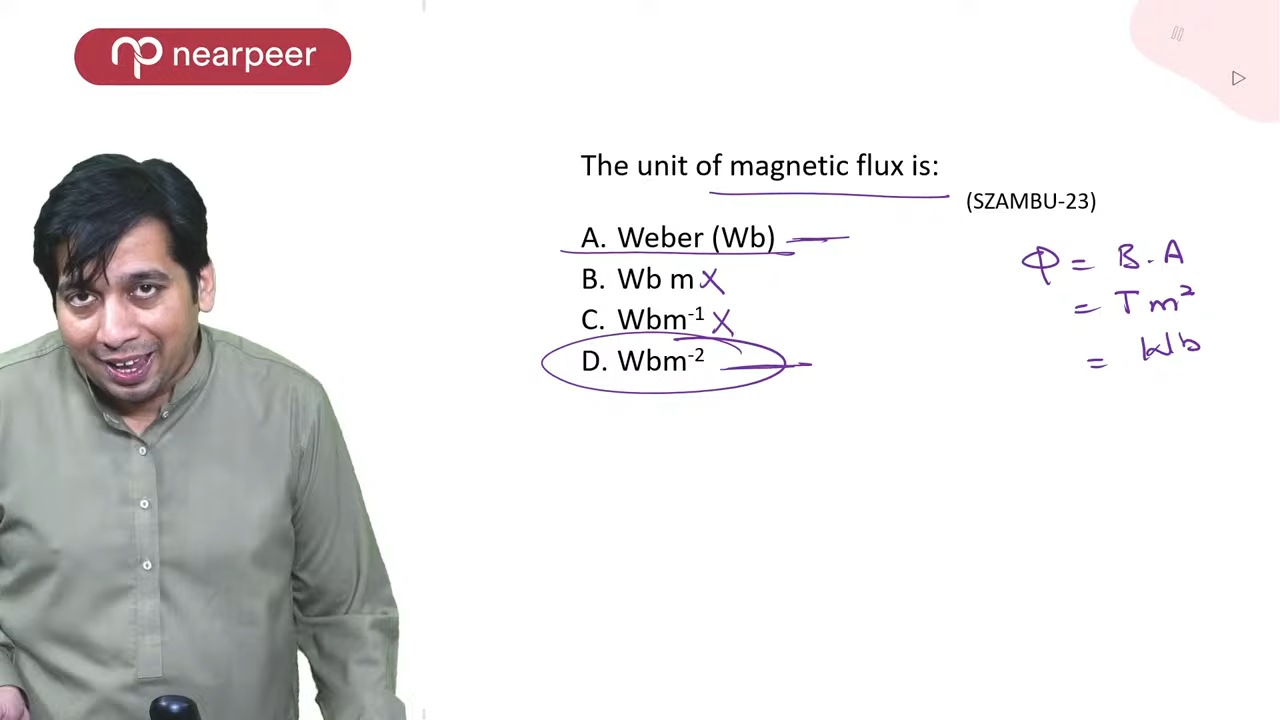 nearpeer
The unit of magnetic flux is:
(SZAMBU-23)
A. Weber (Wb)
B. Wb m X
C. Wbm⁻¹ X
D. Wbm⁻²
Φ = B . A
= T m²
= Wb